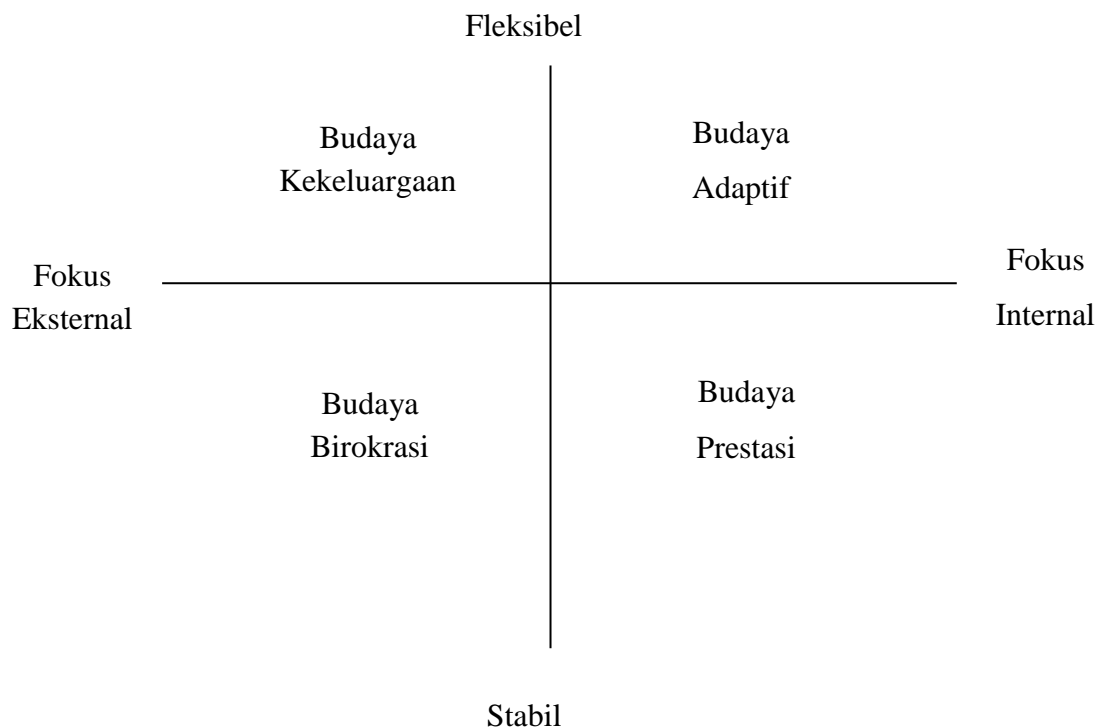 Fleksibel
Budaya
Kekeluargaan
Budaya
Adaptif
Fokus
Eksternal
Fokus
Internal
Budaya
Birokrasi
Budaya
Prestasi
Stabil